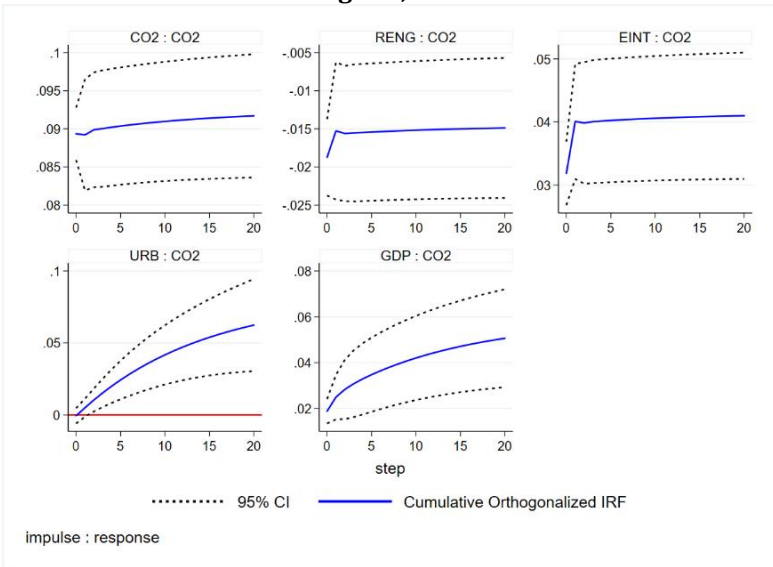 CO2 : CO2
.1
.095
.09
.085
.08
0 5 10 15 20
RENG : CO2
-.005
-.01
-.015
-.02
-.025
0 5 10 15 20
EINT : CO2
.05
.04
.03
0 5 10 15 20
URB : CO2
.1
.05
0
0 5 10 15 20
GDP : CO2
.08
.06
.04
.02
0 5 10 15 20
step
95% CI
Cumulative Orthogonalized IRF
impulse : response